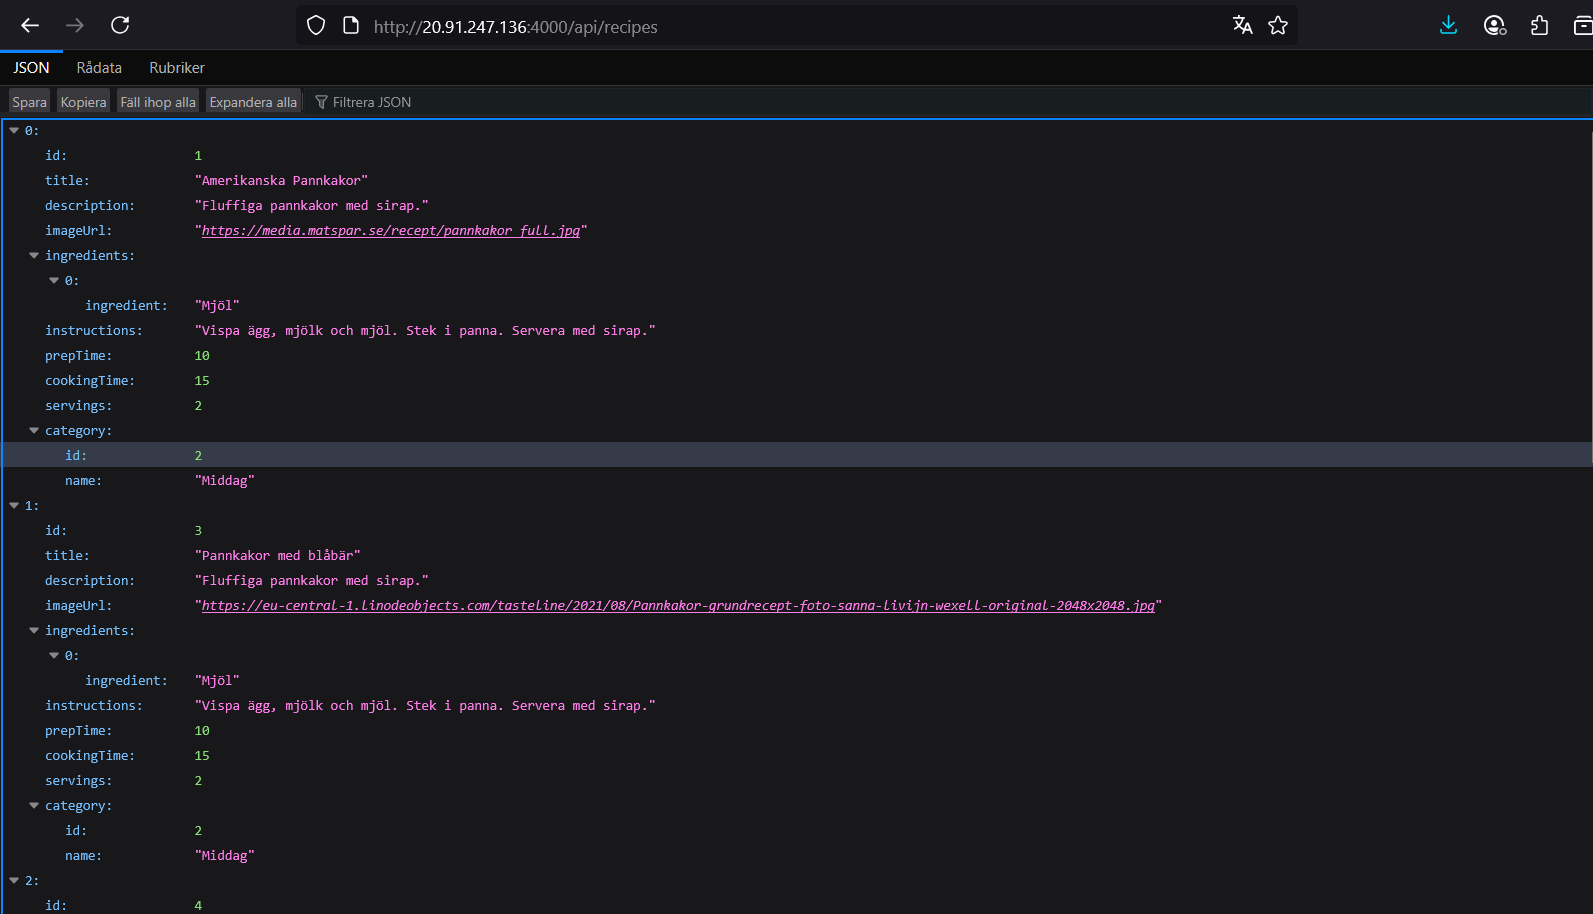 http://20.91.247.136:4000/api/recipes
JSON Rådata Rubriker
Spara Kopiera Fäll ihop alla Expandera alla Filtrera JSON
0:
id: 1
title: "Amerikanska Pannkakor"
description: "Fluffiga pannkakor med sirap."
imageUrl: "https://media.matspar.se/recept/pannkakor_full.jpg"
ingredients:
0:
ingredient: "Mjöl"
instructions: "Vispa ägg, mjölk och mjöl. Stek i panna. Servera med sirap."
prepTime: 10
cookingTime: 15
servings: 2
category:
id: 2
name: "Middag"
1:
id: 3
title: "Pannkakor med blåbär"
description: "Fluffiga pannkakor med sirap."
imageUrl: "https://eu-central-1.linodeobjects.com/tasteline/2021/08/Pannkakor-grundrecept-foto-sanna-livijn-wexell-original-2048x2048.jpg"
ingredients:
0:
ingredient: "Mjöl"
instructions: "Vispa ägg, mjölk och mjöl. Stek i panna. Servera med sirap."
prepTime: 10
cookingTime: 15
servings: 2
category:
id: 2
name: "Middag"
2:
id: 4